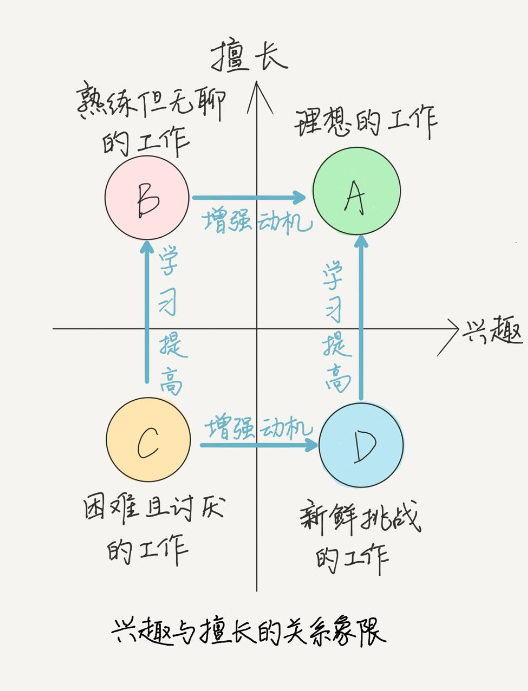 擅长
熟练但无聊
的工作
理想的工作
B
A
增强动机
学习提高
学习提高
兴趣
C
增强动机
D
困难且讨厌
的工作
新鲜挑战
的工作
兴趣与擅长的关系象限